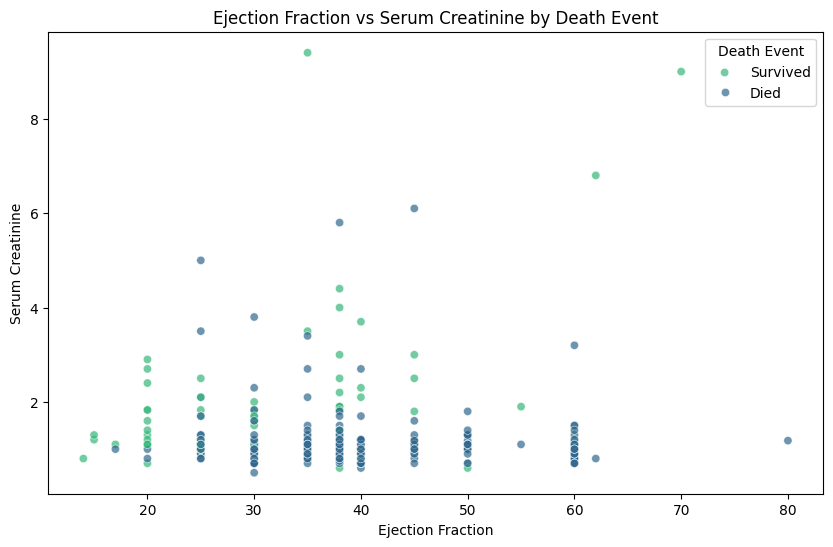 Ejection Fraction vs Serum Creatinine by Death Event
Death Event
Survived
Died
Serum Creatinine
8
6
4
2
20 30 40 50 60 70 80
Ejection Fraction